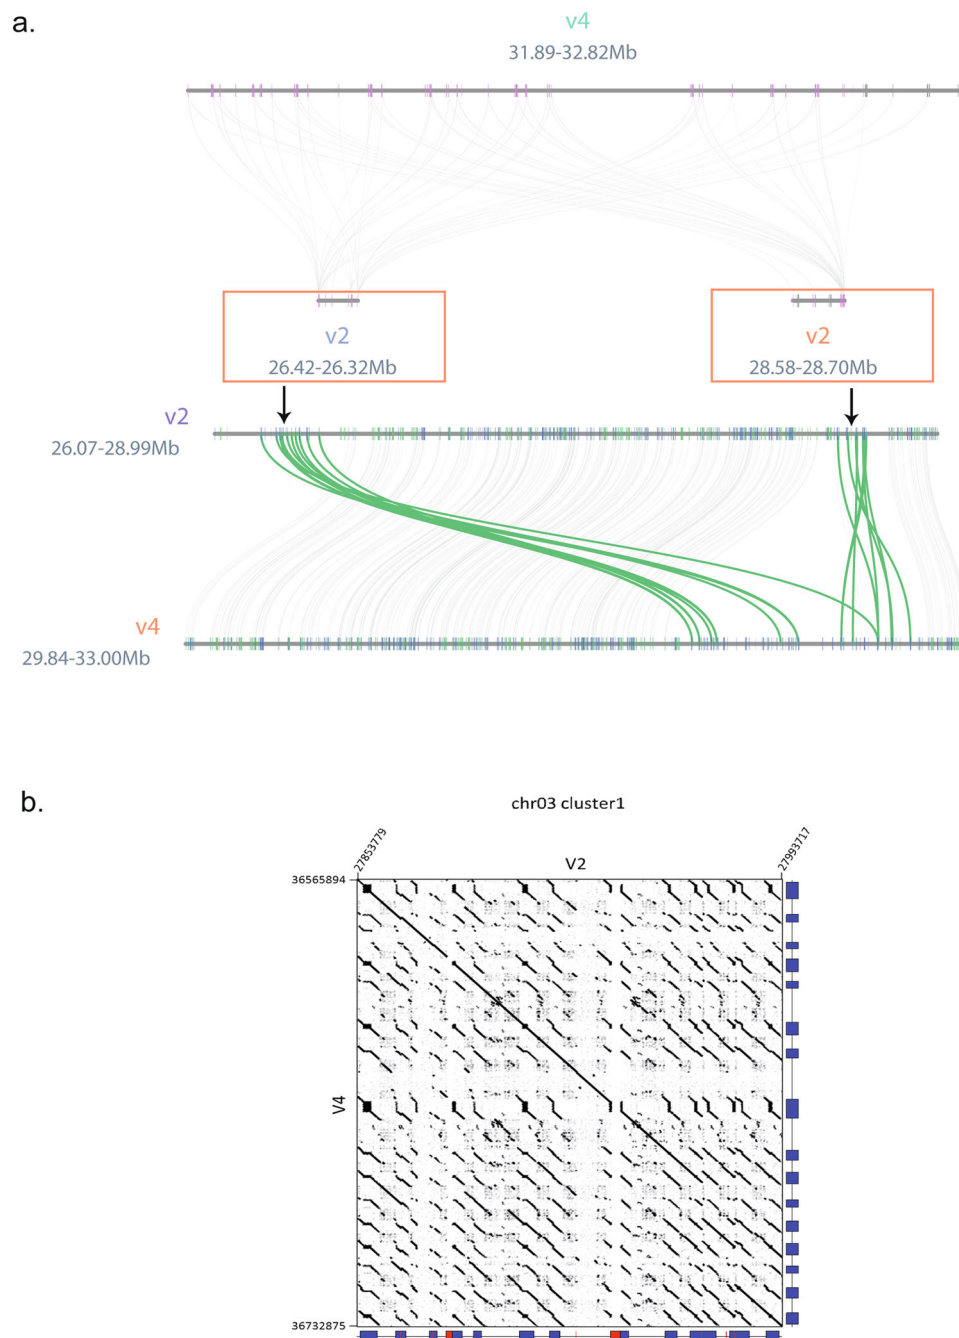 a.
v4
31.89-32.82Mb
v2
26.42-26.32Mb
v2
28.58-28.70Mb
v2
26.07-28.99Mb
v4
29.84-33.00Mb
b.
chr03 cluster1
27853779
V2
27993717
36565894
V4
36732875